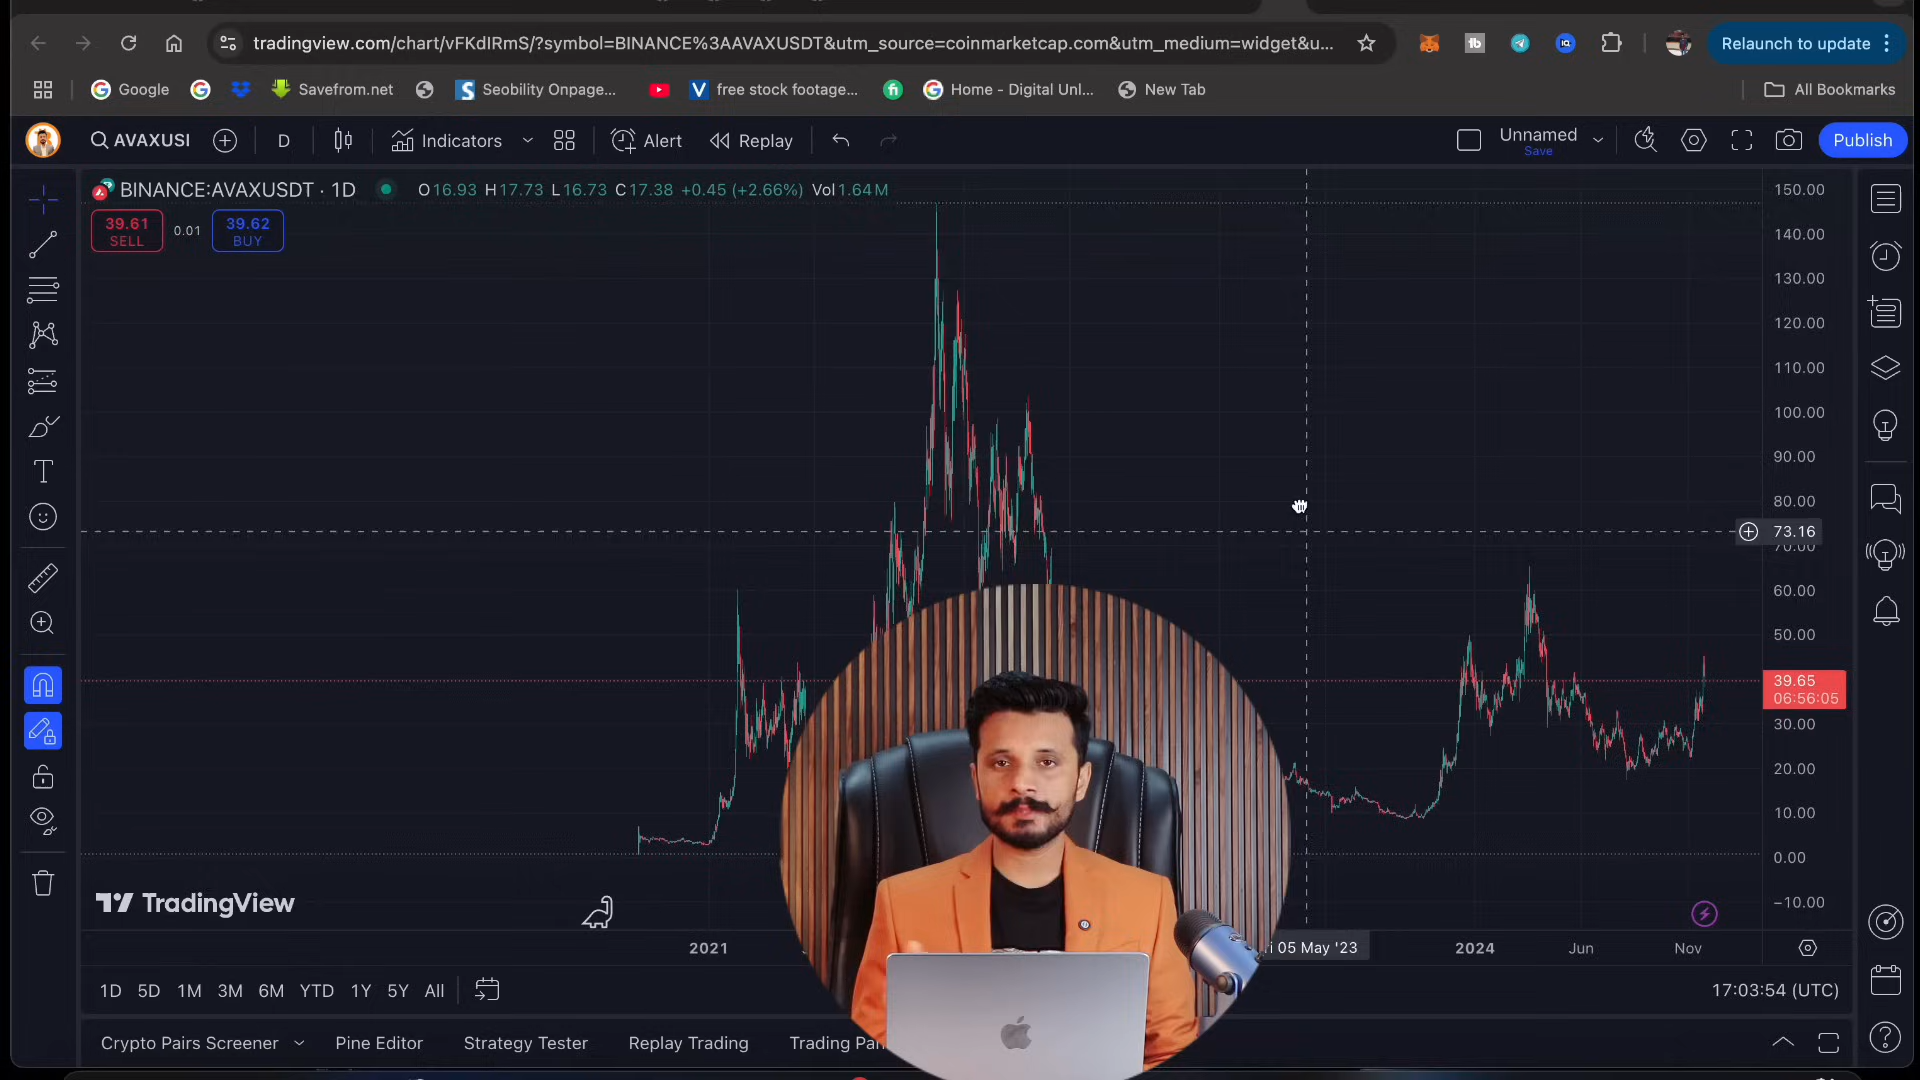 tradingview.com/chart/vFKdIRmS/?symbol=BINANCE%3AAVAXUSDT&utm_source=coinmarketcap.com&utm_medium=widget&u...
Relaunch to update
Google
Savefrom.net
Seobility Onpage...
free stock footage...
Home - Digital Unl...
New Tab
All Bookmarks
AVAXUSI
D
Indicators
Alert
Replay
Unnamed
Save
Publish
BINANCE:AVAXUSDT · 1D
O16.93 H17.73 L16.73 C17.38 +0.45 (+2.66%) Vol1.64M
39.61
SELL
0.01
39.62
BUY
150.00
140.00
130.00
120.00
110.00
100.00
90.00
80.00
73.16
70.00
60.00
50.00
39.65
06:56:05
30.00
20.00
10.00
0.00
−10.00
TradingView
2021
05 May '23
2024
Jun
Nov
1D 5D 1M 3M 6M YTD 1Y 5Y All
17:03:54 (UTC)
Crypto Pairs Screener
Pine Editor
Strategy Tester
Replay Trading
Trading